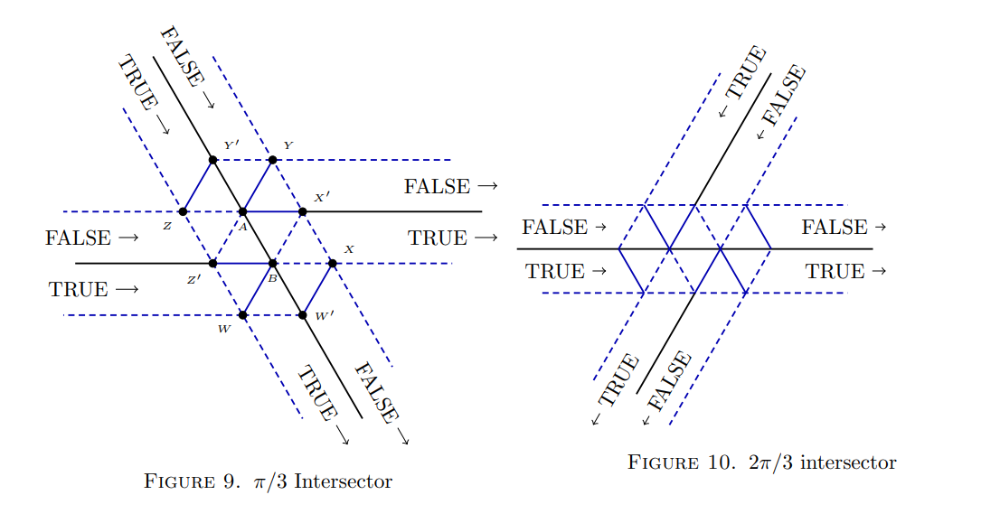 FALSE →
TRUE →
Y′
Y
X′
FALSE →
Z
A
FALSE →
TRUE →
X
Z′
B
TRUE →
W
W′
TRUE →
FALSE →
FIGURE 9. π/3 Intersector
← TRUE
← FALSE
FALSE →
FALSE →
TRUE →
TRUE →
← TRUE
← FALSE
FIGURE 10. 2π/3 intersector